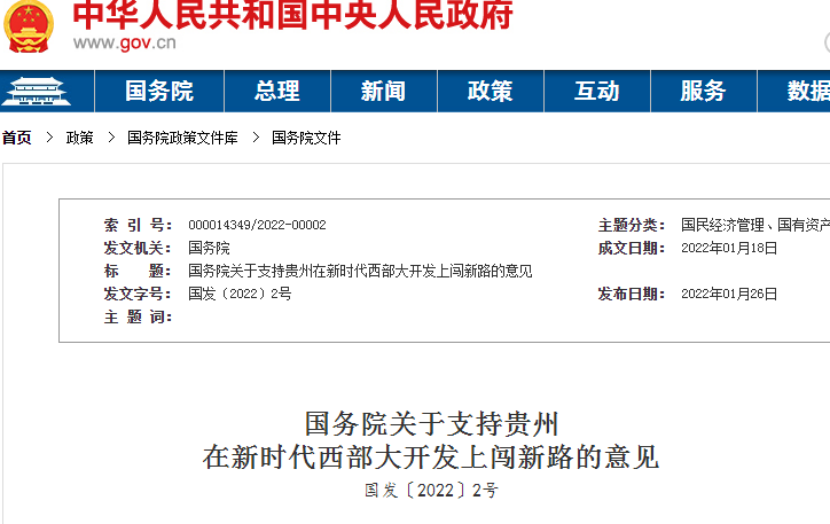 中华人民共和国中央人民政府
www.gov.cn
国务院 总理 新闻 政策 互动 服务 数据
首页 > 政策 > 国务院政策文件库 > 国务院文件
索 引 号： 000014349/2022-00002 主题分类： 国民经济管理、国有资产
发文机关： 国务院 成文日期： 2022年01月18日
标 题： 国务院关于支持贵州在新时代西部大开发上闯新路的意见
发文字号： 国发〔2022〕2号 发布日期： 2022年01月26日
主 题 词：
国务院关于支持贵州
在新时代西部大开发上闯新路的意见
国发〔2022〕2号